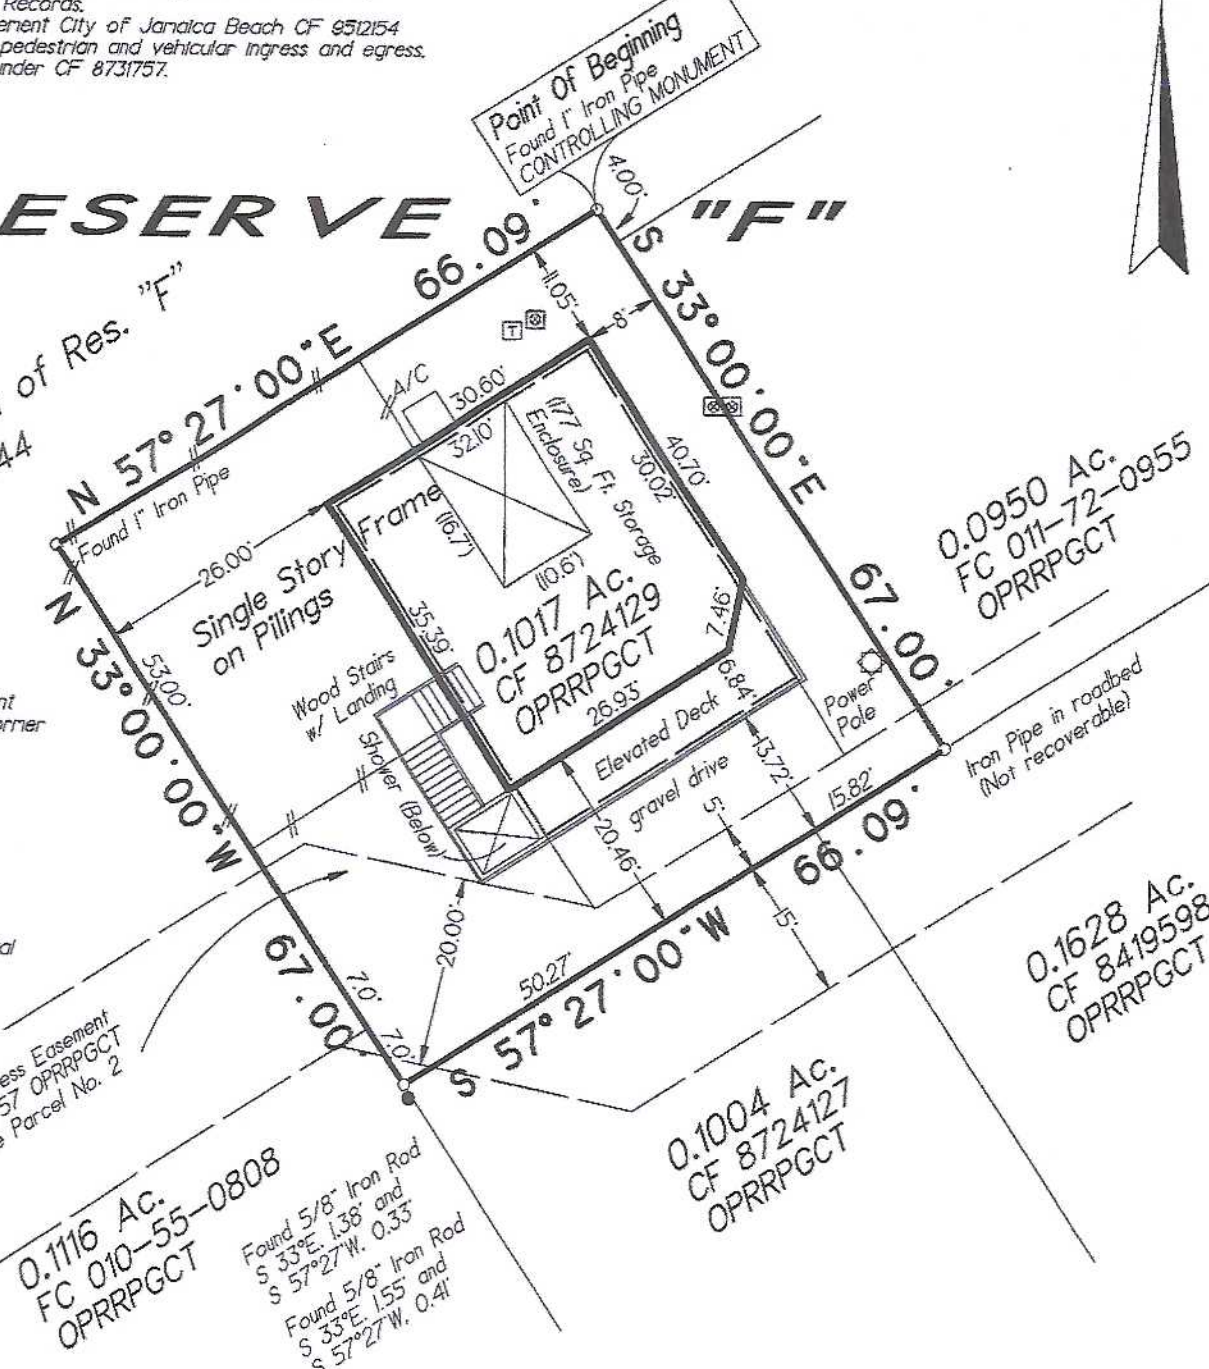 Records.
City of Jamaica Beach CF 9512154
pedestrian and vehicular ingress and egress.
under CF 8731757.
Point Of Beginning
Found 1" Iron Pipe
CONTROLLING MONUMENT
4.00'
"F"
66.09'
N 57° 27' 00" E
of Res. "F"
44
Found 1" Iron Pipe
11.05'
8'
T
S 33° 00' 00" E
67.00'
A/C
30.60'
32.10'
(177 Sq. Ft. Storage
Enclosure)
40.70'
30.02'
(16.7')
(10.6')
26.00'
Single Story Frame
on Pilings
35.39'
0.1017 Ac.
CF 8724129
OPRRPGCT
7.46'
6.84'
26.93'
0.0950 Ac.
FC 011-72-0955
OPRRPGCT
N 33° 00' 00" W
67.00'
53.00'
Wood Stairs
w/ Landing
Shower (Below)
Elevated Deck
gravel drive
Power
Pole
Iron Pipe in roadbed
(Not recoverable)
13.72'
15.82'
5'
20.46'
66.09'
15'
20.00'
50.27'
S 57° 27' 00" W
7.0'
7.0'
Easement
OPRRPGCT
Parcel No. 2
0.1628 Ac.
CF 8419598
OPRRPGCT
0.1004 Ac.
CF 8724127
OPRRPGCT
0.1116 Ac.
FC 010-55-0808
OPRRPGCT
Found 5/8" Iron Rod
S 33°E, 1.38' and
S 57°27'W, 0.33'
Found 5/8" Iron Rod
S 33°E, 1.55' and
S 57°27'W, 0.41'